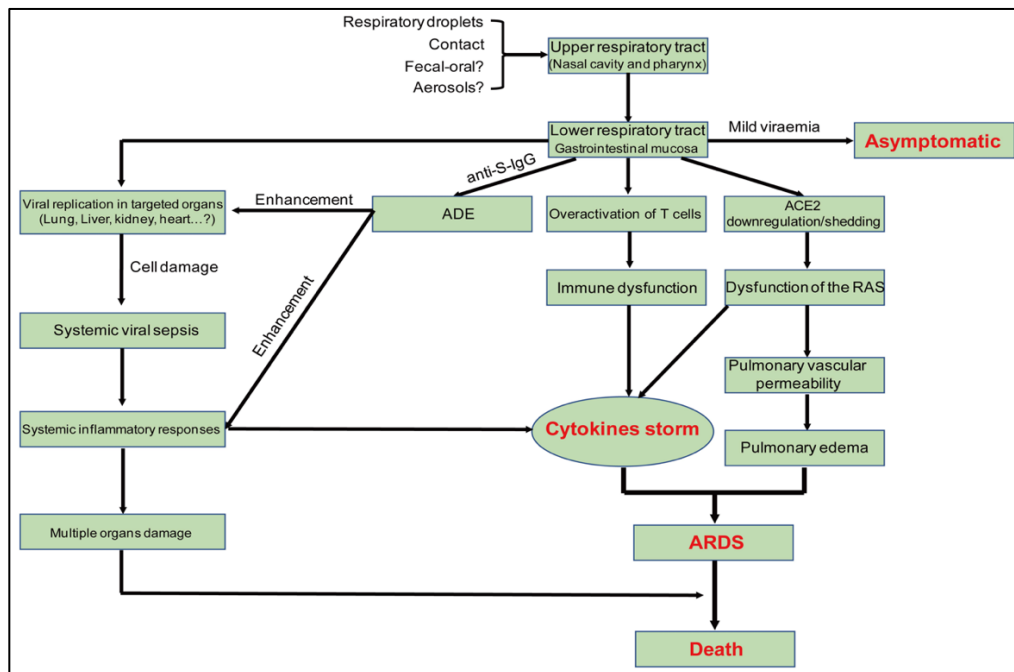 Respiratory droplets
Contact
Fecal-oral?
Aerosols?
Upper respiratory tract
(Nasal cavity and pharynx)
Lower respiratory tract
Gastrointestinal mucosa
Mild viraemia
Asymptomatic
anti-S-IgG
Viral replication in targeted organs
(Lung, Liver, kidney, heart...?)
Enhancement
ADE
Overactivation of T cells
ACE2
downregulation/shedding
Cell damage
Enhancement
Immune dysfunction
Dysfunction of the RAS
Systemic viral sepsis
Pulmonary vascular
permeability
Systemic inflammatory responses
Cytokines storm
Pulmonary edema
Multiple organs damage
ARDS
Death